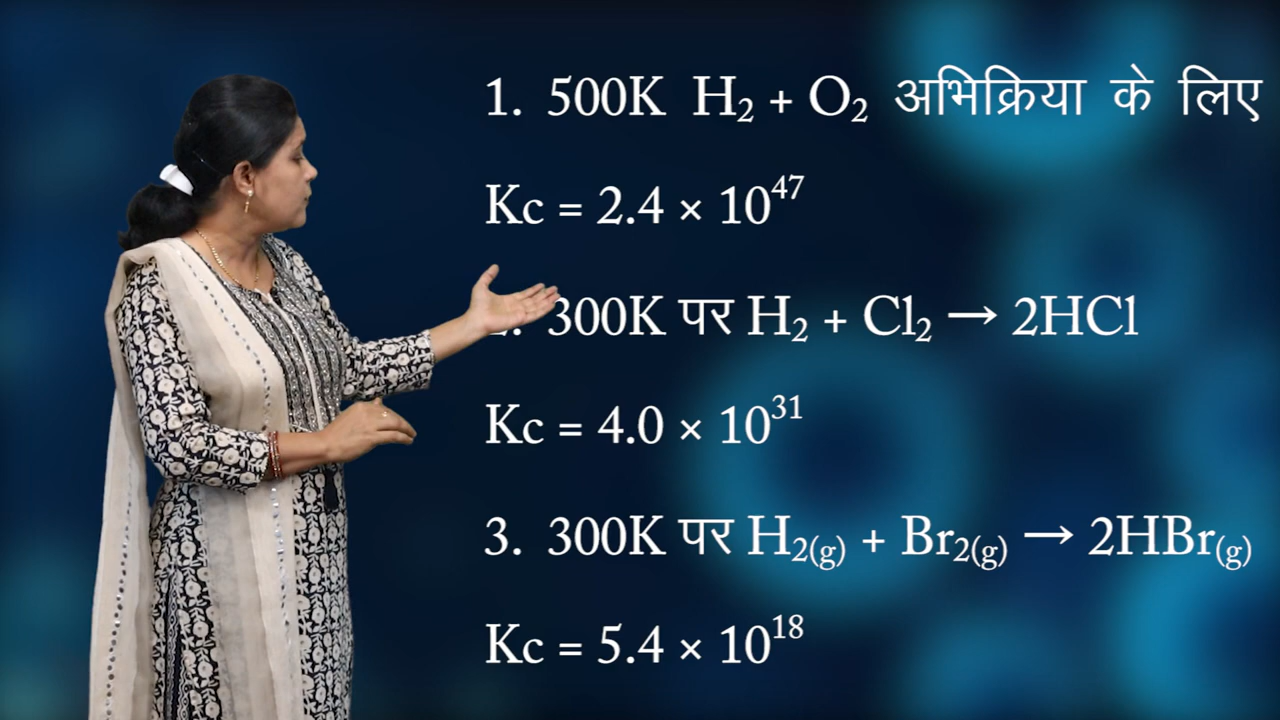 1. 500K H₂ + O₂ अभिक्रिया के लिए
Kc = 2.4 × 10⁴⁷
2. 300K पर H₂ + Cl₂ → 2HCl
Kc = 4.0 × 10³¹
3. 300K पर H₂₍g₎ + Br₂₍g₎ → 2HBr₍g₎
Kc = 5.4 × 10¹⁸